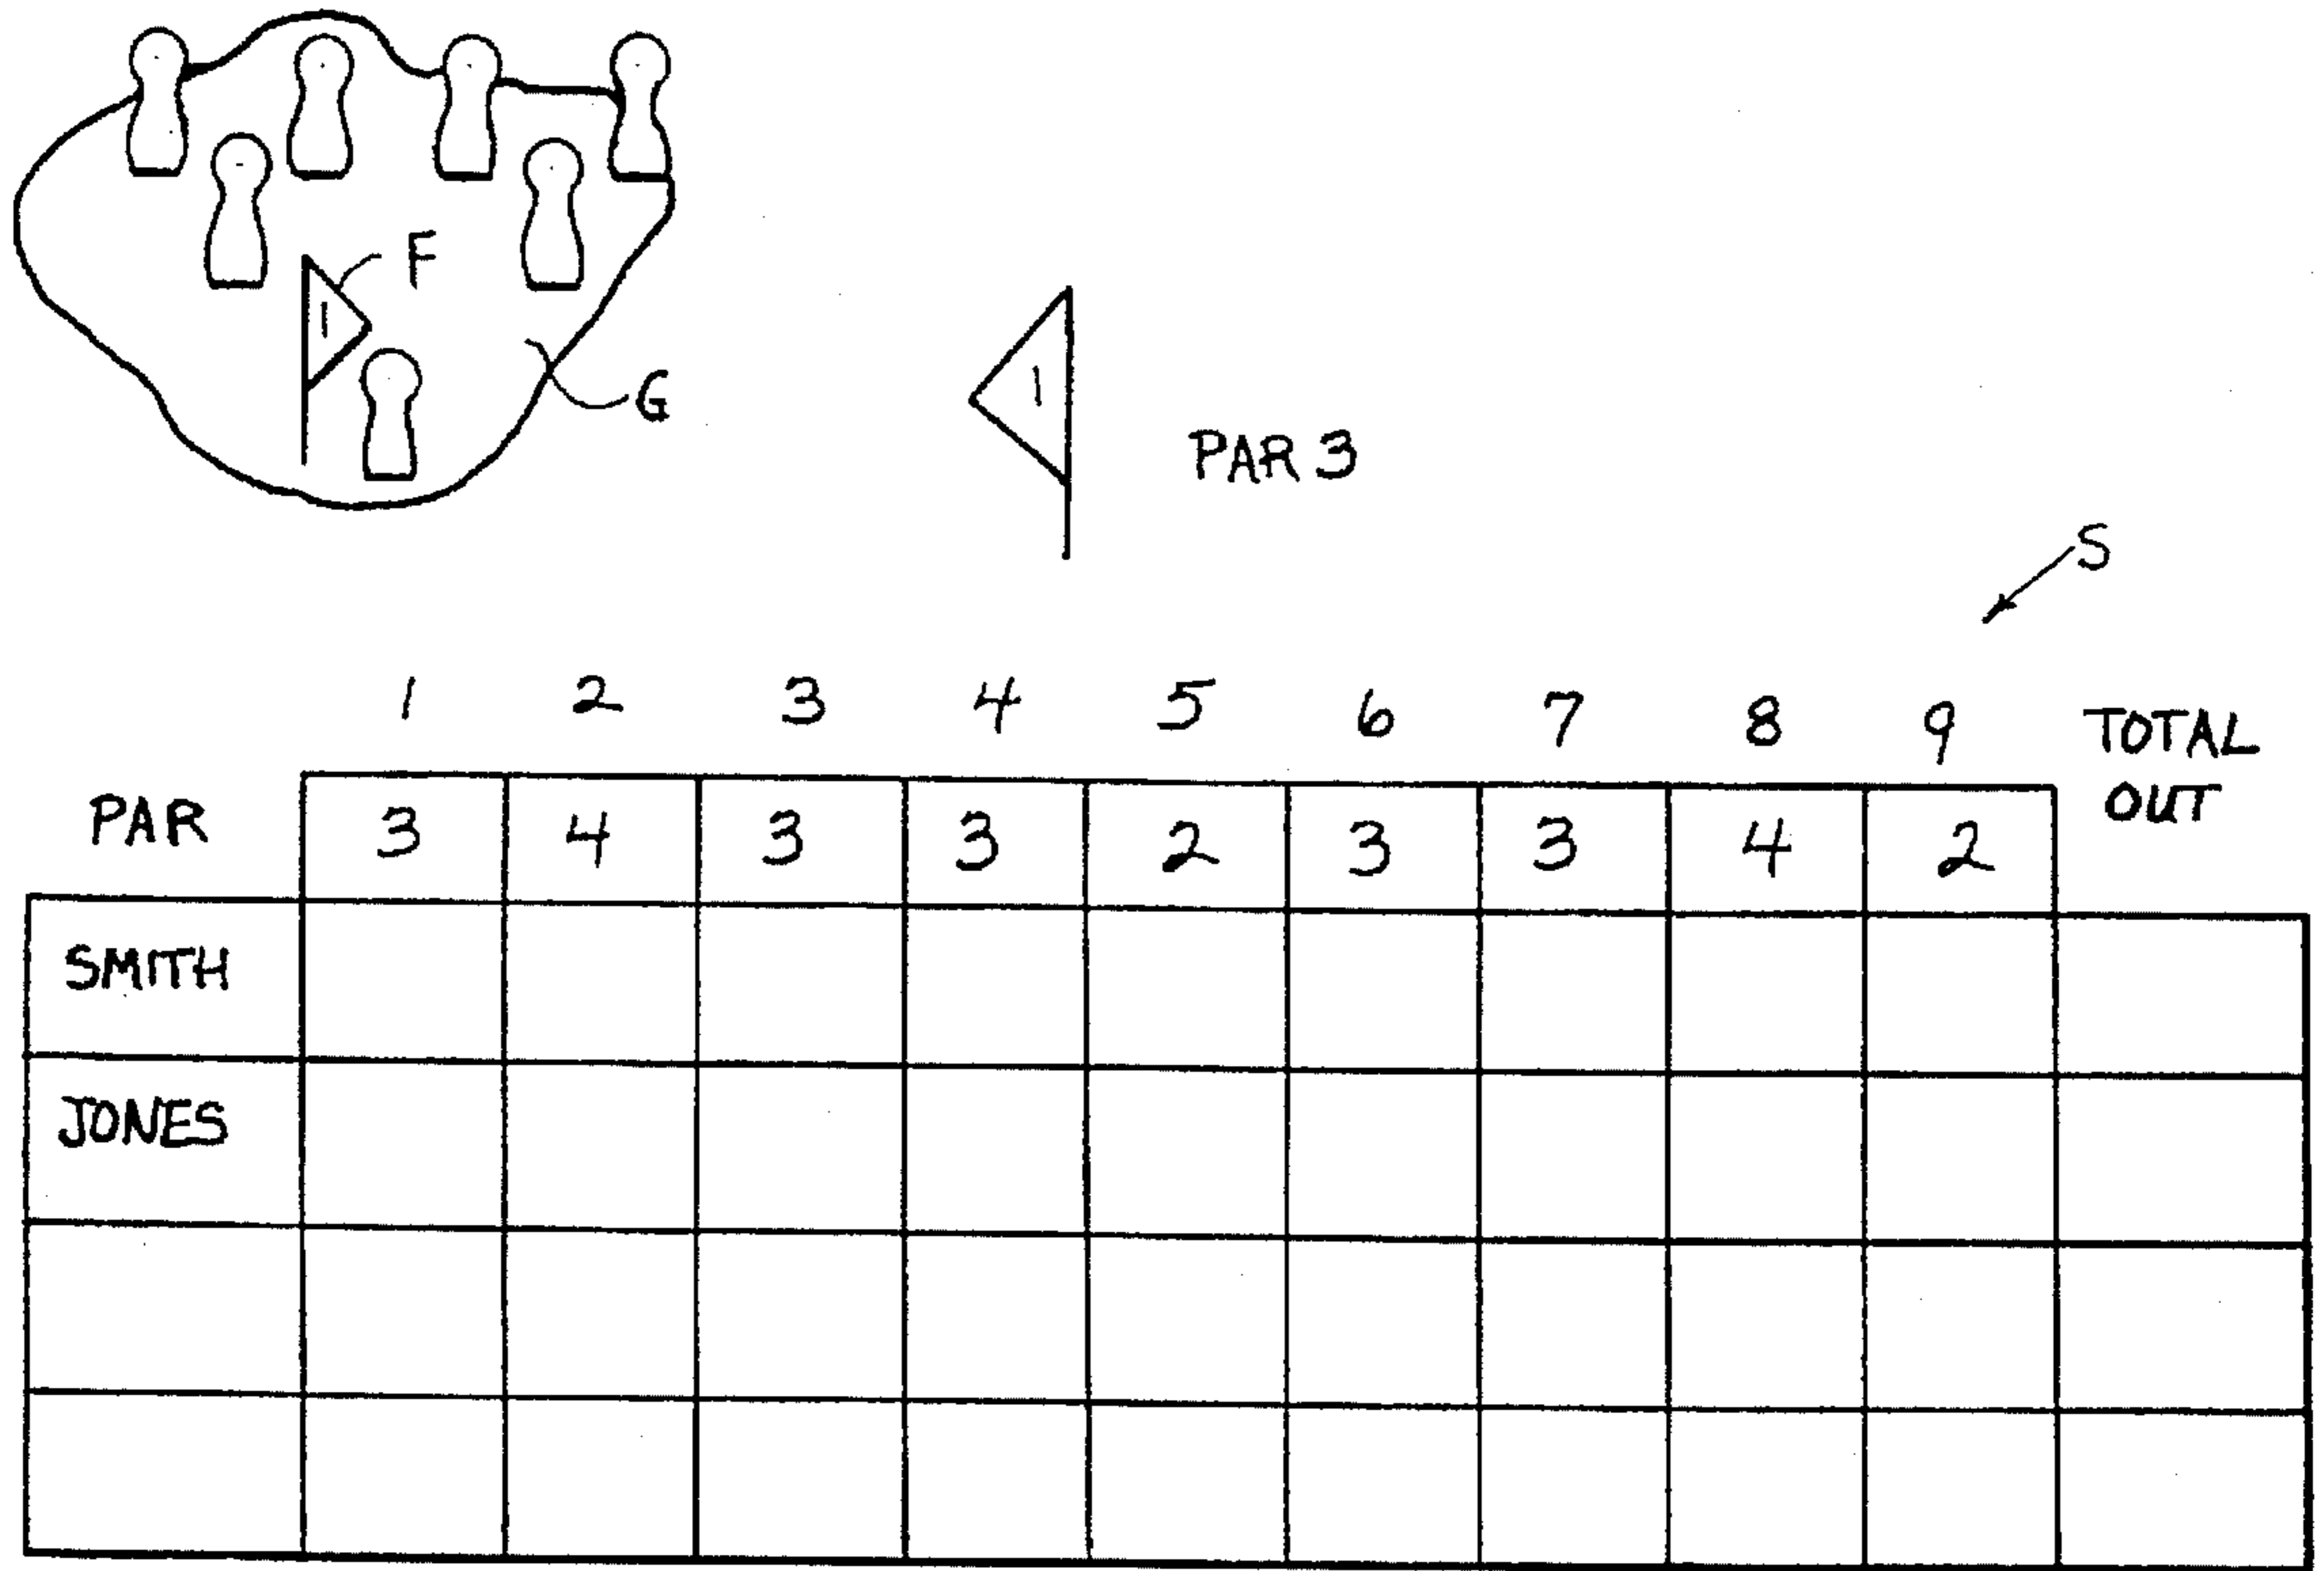 F
1
G
1
PAR 3
S
1 2 3 4 5 6 7 8 9 TOTAL OUT
PAR 3 4 3 3 2 3 3 4 2
SMITH
JONES